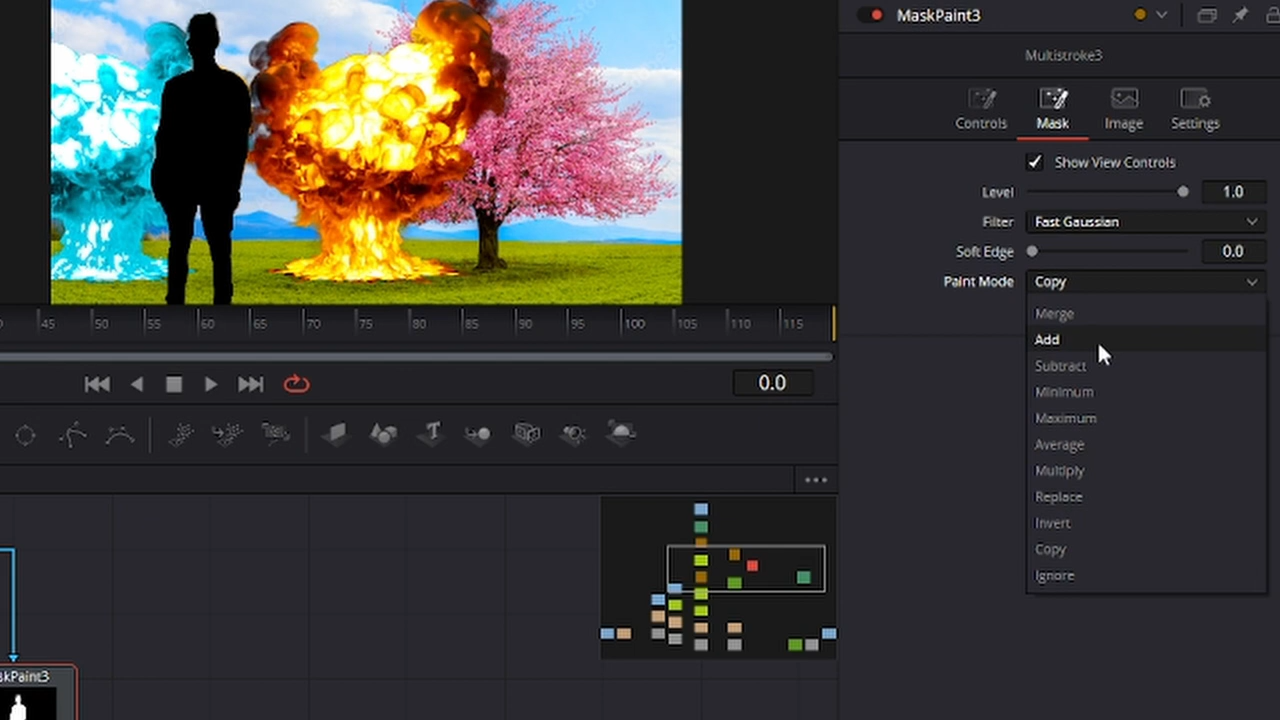 MaskPaint3
Multistroke3
Controls
Mask
Image
Settings
Show View Controls
Level
1.0
Filter
Fast Gaussian
Soft Edge
0.0
Paint Mode
Copy
Merge
Add
Subtract
Minimum
Maximum
Average
Multiply
Replace
Invert
Copy
Ignore
45 50 55 60 65 70 75 80 85 90 95 100 105 110 115
0.0
T
skPaint3